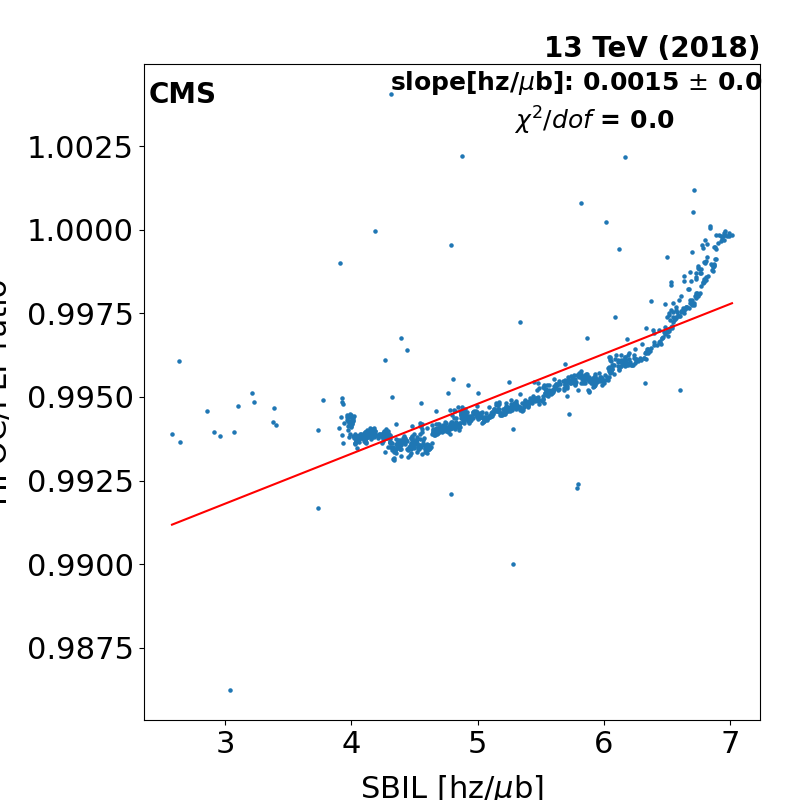 13 TeV (2018)
CMS
slope[hz/μb]: 0.0015 ± 0.0
χ²/dof = 0.0
1.0025
1.0000
0.9975
0.9950
0.9925
0.9900
0.9875
3 4 5 6 7
SBIL [hz/μb]